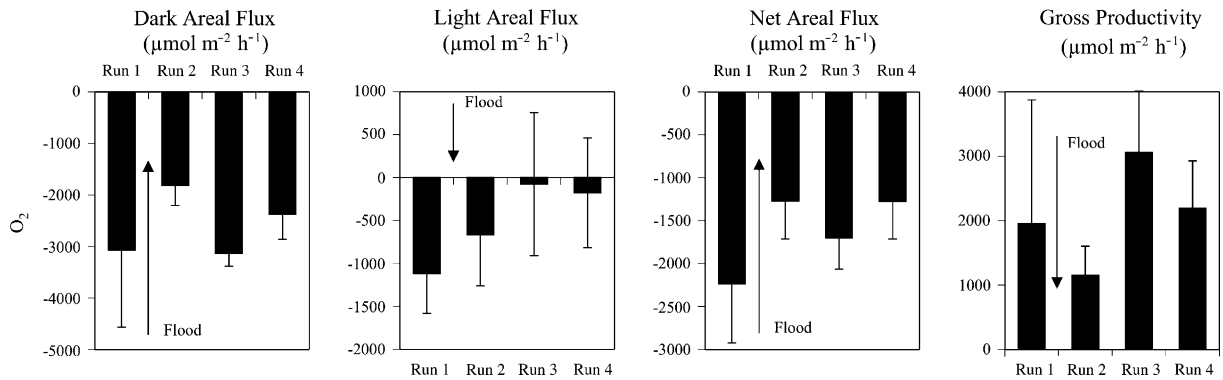 Dark Areal Flux
(µmol m⁻² h⁻¹)
Run 1 Run 2 Run 3 Run 4
O₂
0
-1000
-2000
-3000
-4000
-5000
Flood
Light Areal Flux
(µmol m⁻² h⁻¹)
1000
500
0
-500
-1000
-1500
-2000
Flood
Run 1 Run 2 Run 3 Run 4
Net Areal Flux
(µmol m⁻² h⁻¹)
Run 1 Run 2 Run 3 Run 4
0
-500
-1000
-1500
-2000
-2500
-3000
Flood
Gross Productivity
(µmol m⁻² h⁻¹)
4000
3000
2000
1000
0
Flood
Run 1 Run 2 Run 3 Run 4